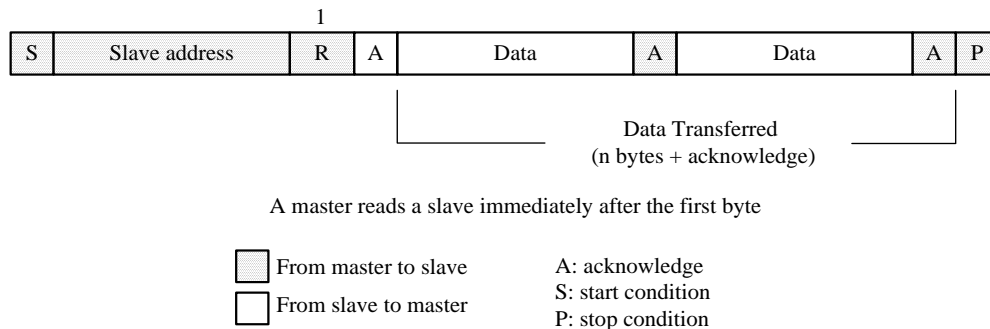 1
S Slave address R A Data A Data A P
Data Transferred
(n bytes + acknowledge)
A master reads a slave immediately after the first byte
From master to slave
From slave to master
A: acknowledge
S: start condition
P: stop condition